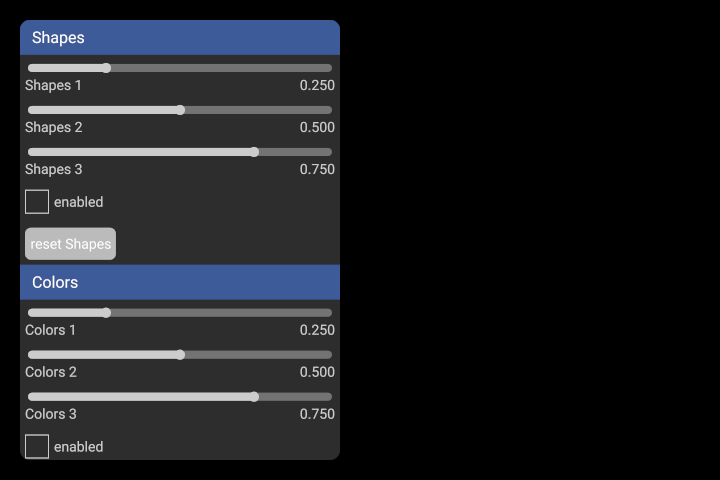 Shapes
Shapes 1 0.250
Shapes 2 0.500
Shapes 3 0.750
enabled
reset Shapes
Colors
Colors 1 0.250
Colors 2 0.500
Colors 3 0.750
enabled